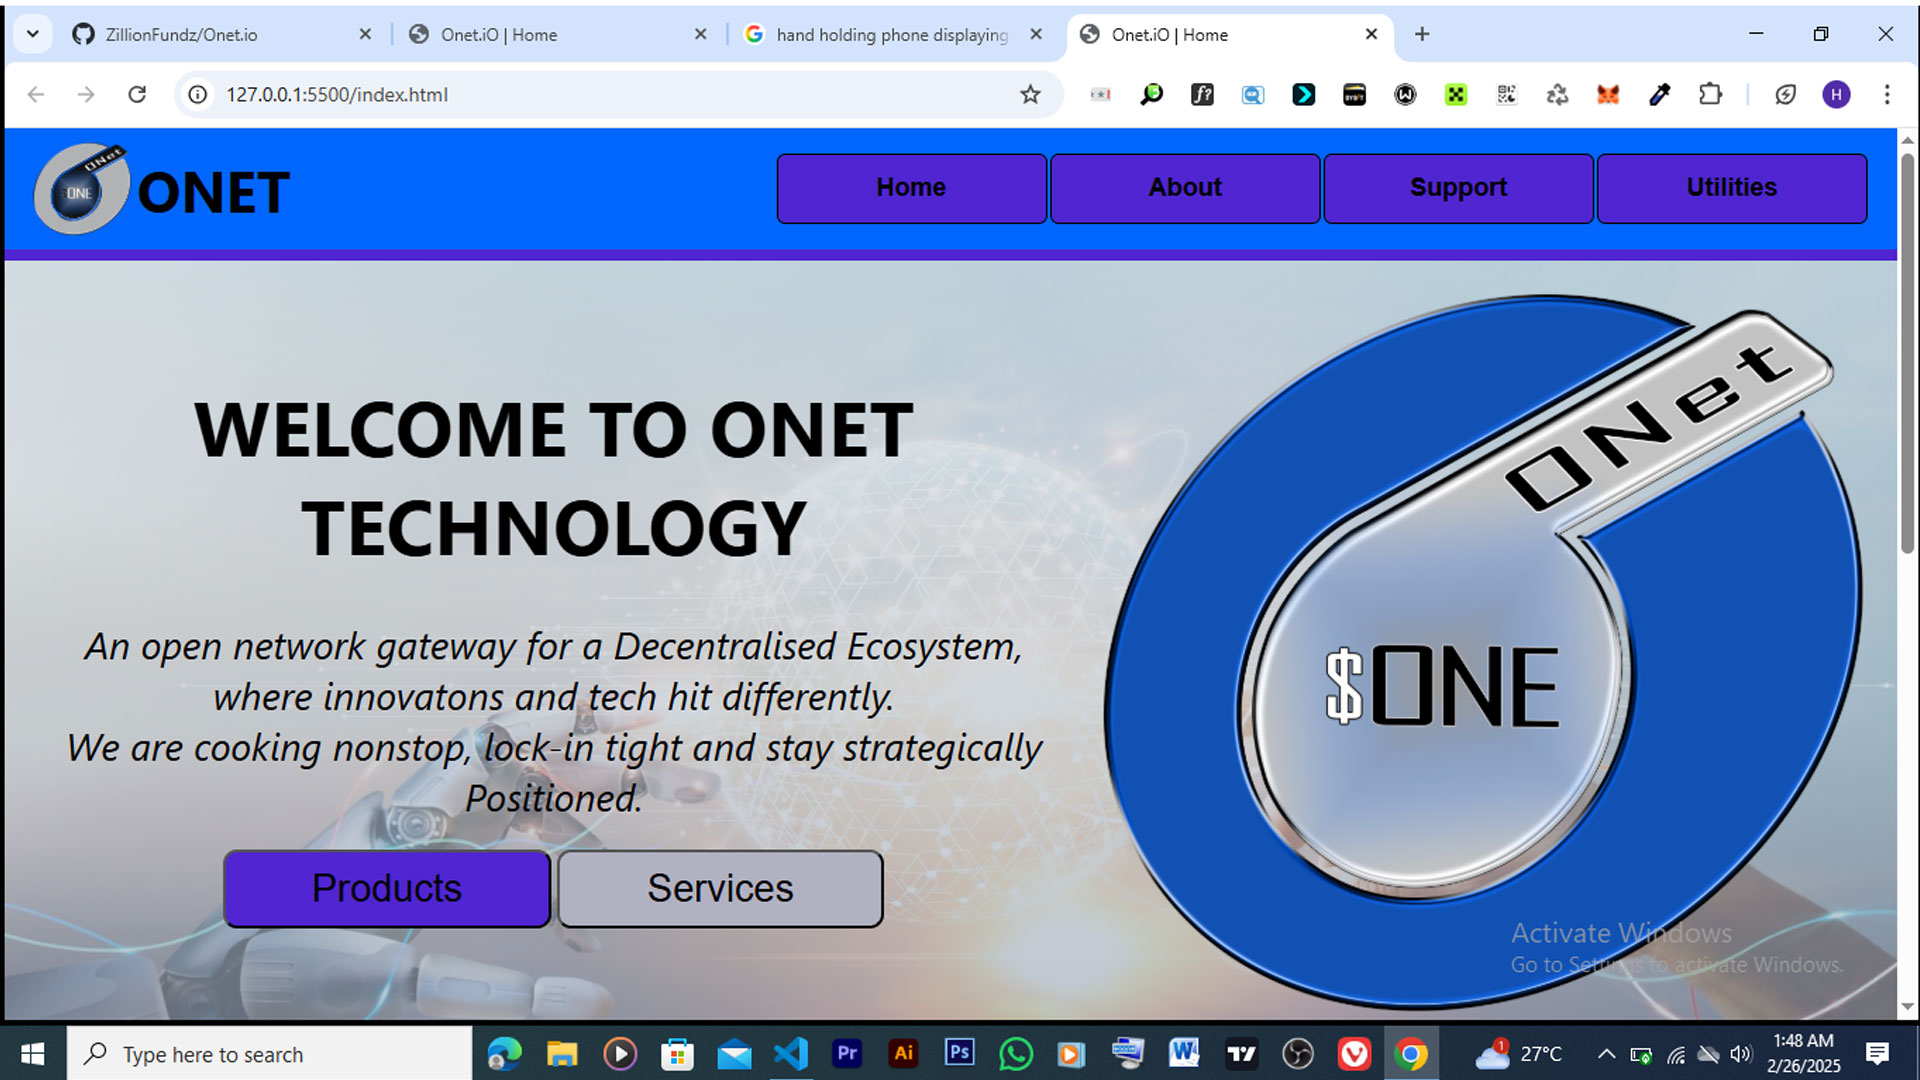 ZillionFundz/Onet.io
Onet.iO | Home
hand holding phone displaying
Onet.iO | Home
127.0.0.1:5500/index.html
H
ONet
ONE
ONET
Home
About
Support
Utilities
WELCOME TO ONET
TECHNOLOGY
An open network gateway for a Decentralised Ecosystem,
where innovatons and tech hit differently.
We are cooking nonstop, lock-in tight and stay strategically
Positioned.
Products
Services
ONet
$ONE
Activate Windows
Go to Settings to activate Windows.
Type here to search
Pr
Ai
Ps
W
1
27°C
1:48 AM
2/26/2025